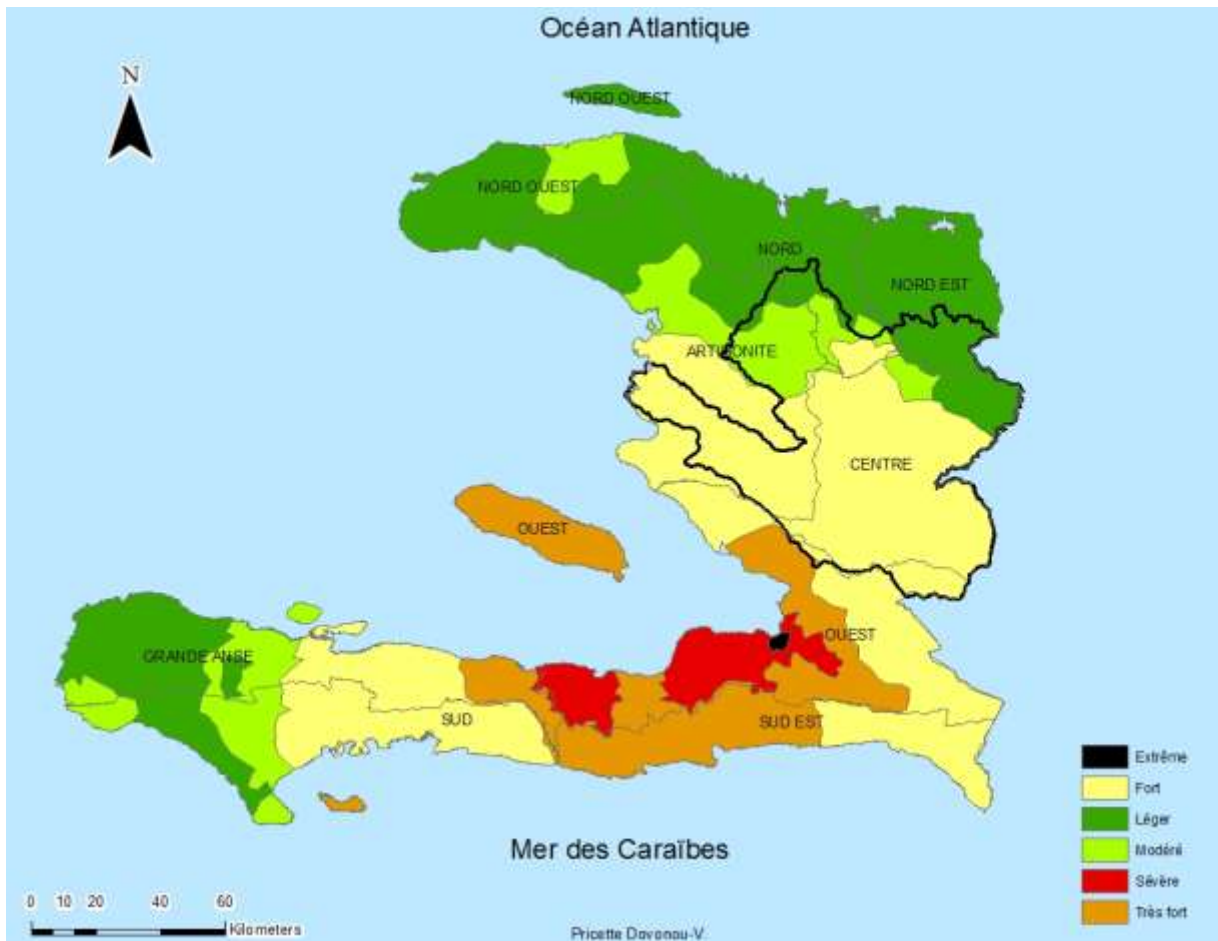 Océan Atlantique
N
NORD OUEST
NORD OUEST
NORD
NORD EST
ARTIBONITE
CENTRE
OUEST
OUEST
GRANDE ANSE
SUD
SUD EST
Extrême
Fort
Léger
Modéré
Sévère
Très fort
Mer des Caraïbes
0 10 20 40 60
Kilometers
Pricette Dovonou-V.